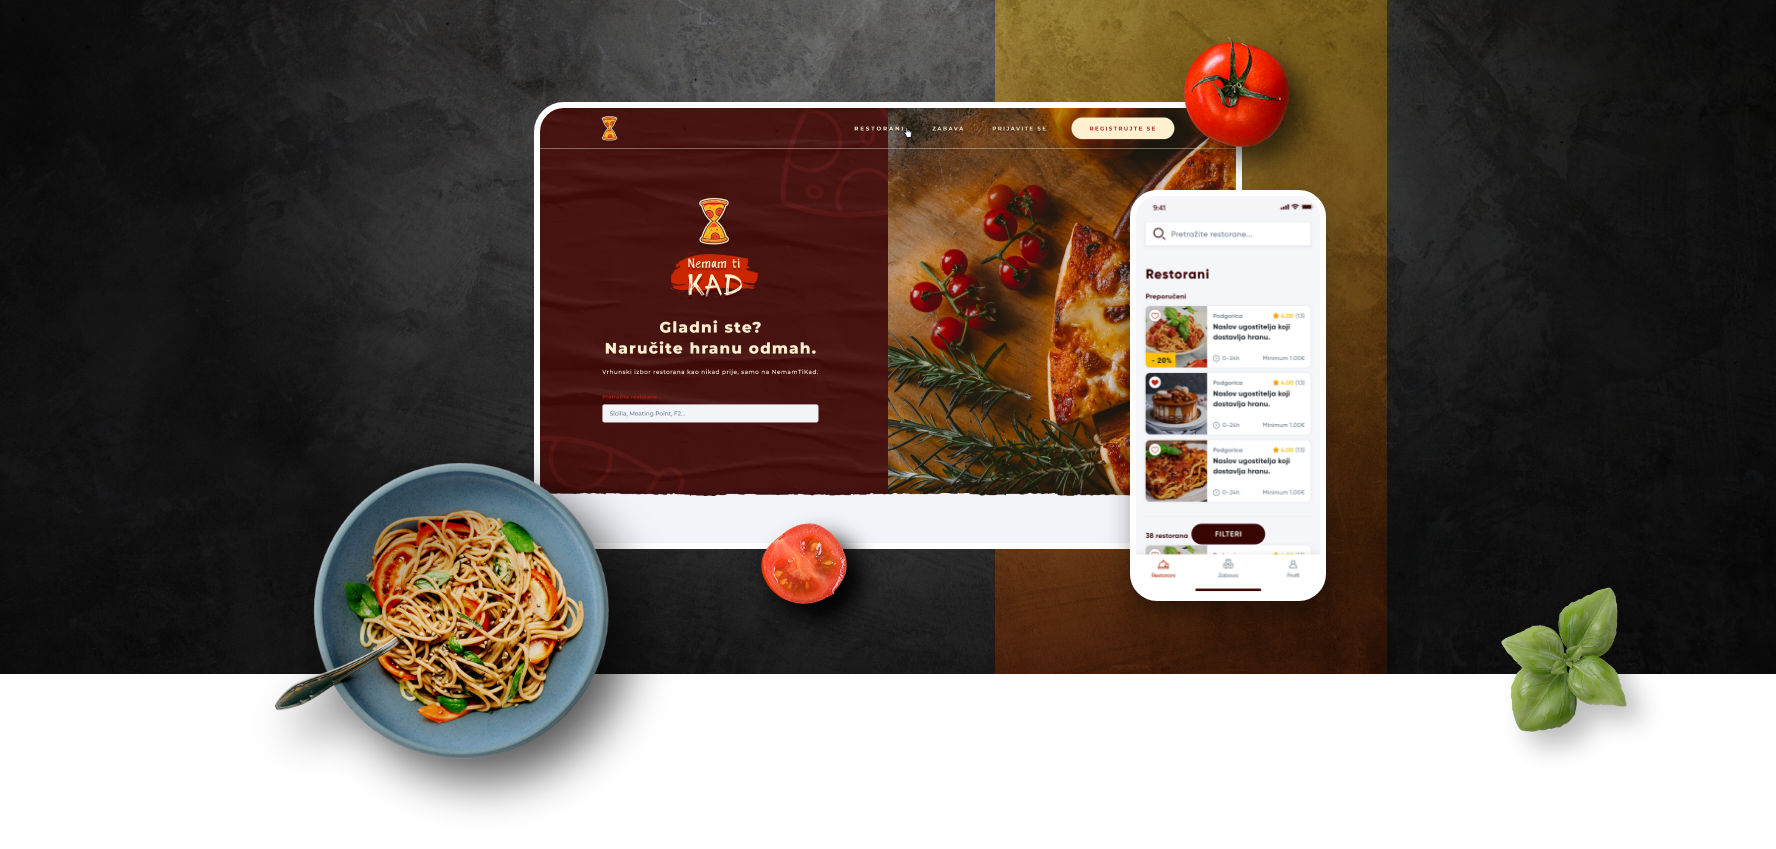 RESTORANI
ZABAVA
PRIJAVITE SE
REGISTRUJTE SE
Nemam ti
KAD
Gladni ste?
Naručite hranu odmah.
Vrhunski izbor restorana kao nikad prije, samo na NemamTiKad.
Pretražite restorane...
Sicilia, Meating Point, F2...
9:41
Pretražite restorane...
Restorani
Preporučeni
Podgorica
4.00 (13)
Naslov ugostitelja koji
dostavlja hranu.
- 20%
0-24h
Minimum 1.00€
Podgorica
4.00 (13)
Naslov ugostitelja koji
dostavlja hranu.
0-24h
Minimum 1.00€
Podgorica
4.00 (13)
Naslov ugostitelja koji
dostavlja hranu.
0-24h
Minimum 1.00€
38 restorana
FILTERI
Restorani
Zabava
Profil